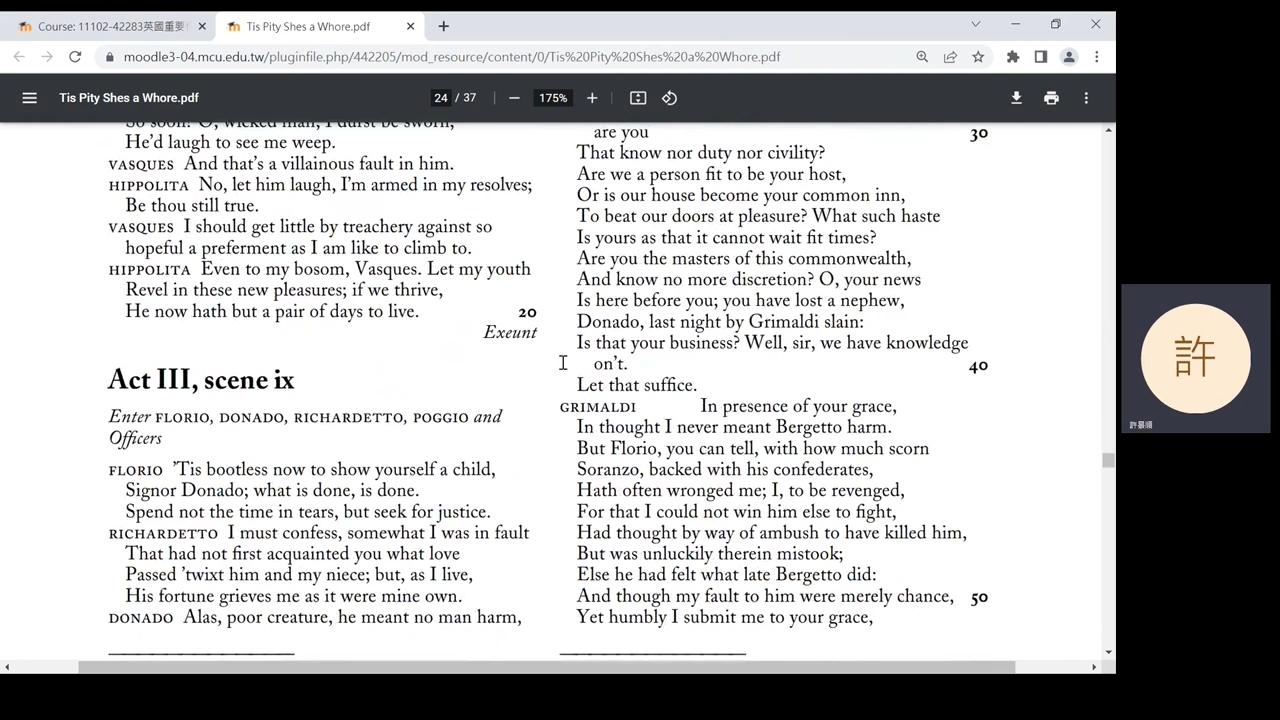 Course: 11102-42283英國重要
Tis Pity Shes a Whore.pdf
moodle3-04.mcu.edu.tw/pluginfile.php/442205/mod_resource/content/0/Tis%20Pity%20Shes%20a%20Whore.pdf
Tis Pity Shes a Whore.pdf
24 / 37
175%
So soon! O, wicked man, I durst be sworn,
He'd laugh to see me weep.
VASQUES And that's a villainous fault in him.
HIPPOLITA No, let him laugh, I'm armed in my resolves;
Be thou still true.
VASQUES I should get little by treachery against so
hopeful a preferment as I am like to climb to.
HIPPOLITA Even to my bosom, Vasques. Let my youth
Revel in these new pleasures; if we thrive,
He now hath but a pair of days to live. 20
Exeunt
Act III, scene ix
Enter FLORIO, DONADO, RICHARDETTO, POGGIO and
Officers
FLORIO 'Tis bootless now to show yourself a child,
Signor Donado; what is done, is done.
Spend not the time in tears, but seek for justice.
RICHARDETTO I must confess, somewhat I was in fault
That had not first acquainted you what love
Passed 'twixt him and my niece; but, as I live,
His fortune grieves me as it were mine own.
DONADO Alas, poor creature, he meant no man harm,
are you 30
That know nor duty nor civility?
Are we a person fit to be your host,
Or is our house become your common inn,
To beat our doors at pleasure? What such haste
Is yours as that it cannot wait fit times?
Are you the masters of this commonwealth,
And know no more discretion? O, your news
Is here before you; you have lost a nephew,
Donado, last night by Grimaldi slain:
Is that your business? Well, sir, we have knowledge
on't. 40
Let that suffice.
GRIMALDI In presence of your grace,
In thought I never meant Bergetto harm.
But Florio, you can tell, with how much scorn
Soranzo, backed with his confederates,
Hath often wronged me; I, to be revenged,
For that I could not win him else to fight,
Had thought by way of ambush to have killed him,
But was unluckily therein mistook;
Else he had felt what late Bergetto did:
And though my fault to him were merely chance, 50
Yet humbly I submit me to your grace,
許
許景順